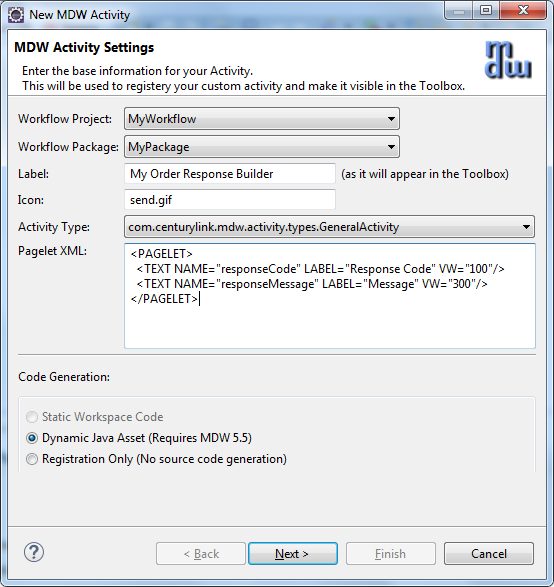 New MDW Activity
MDW Activity Settings
Enter the base information for your Activity.
This will be used to registery your custom activity and make it visible in the Toolbox.
mdw
Workflow Project: MyWorkflow
Workflow Package: MyPackage
Label: My Order Response Builder (as it will appear in the Toolbox)
Icon: send.gif
Activity Type: com.centurylink.mdw.activity.types.GeneralActivity
Pagelet XML: <PAGELET>
<TEXT NAME="responseCode" LABEL="Response Code" VW="100"/>
<TEXT NAME="responseMessage" LABEL="Message" VW="300"/>
</PAGELET>
Code Generation:
Static Workspace Code
Dynamic Java Asset (Requires MDW 5.5)
Registration Only (No source code generation)
? < Back Next > Finish Cancel